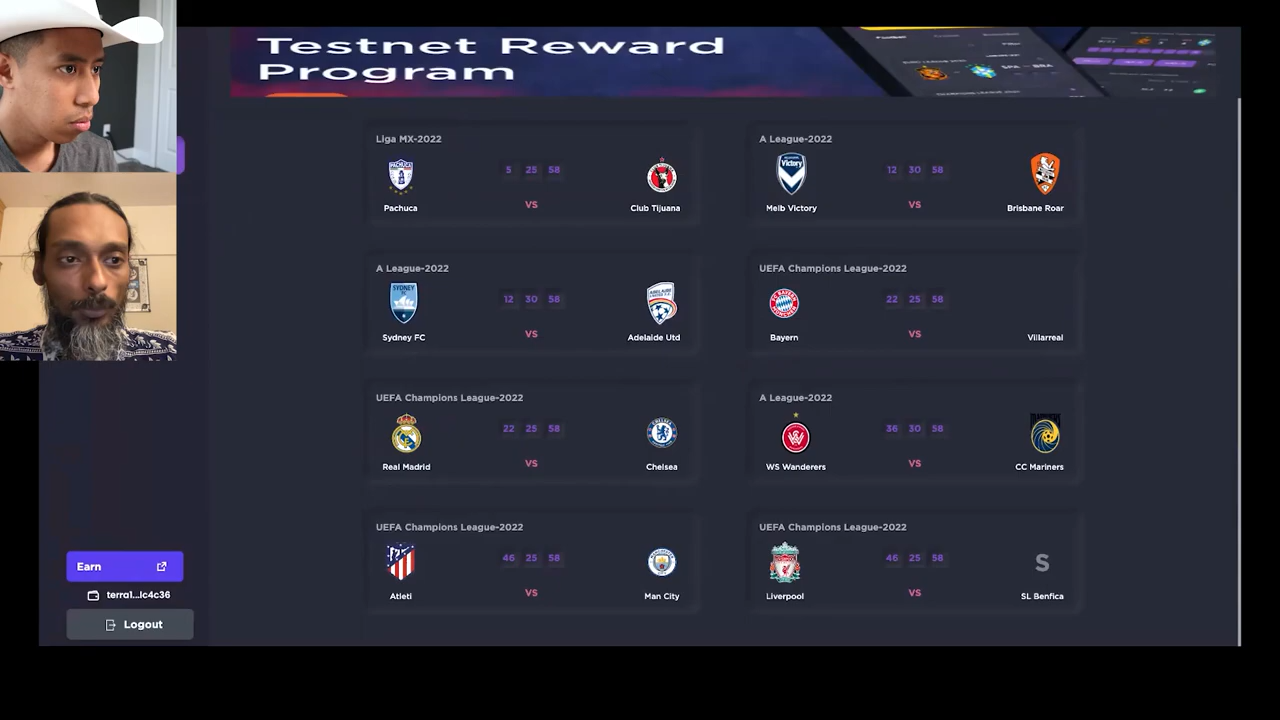 Testnet Reward
Program
Liga MX-2022
5 25 58
PACHUCA
Pachuca
VS
Club Tijuana
A League-2022
12 30 58
Victory
Melb Victory
VS
Brisbane Roar
A League-2022
12 30 58
SYDNEY
Sydney FC
VS
Adelaide Utd
UEFA Champions League-2022
22 25 58
Bayern
VS
Villarreal
UEFA Champions League-2022
22 25 58
Real Madrid
VS
Chelsea
A League-2022
36 30 58
WS Wanderers
VS
CC Mariners
UEFA Champions League-2022
46 25 58
Atleti
VS
Man City
UEFA Champions League-2022
46 25 58
S
Liverpool
VS
SL Benfica
Earn
terra1...lc4c36
Logout